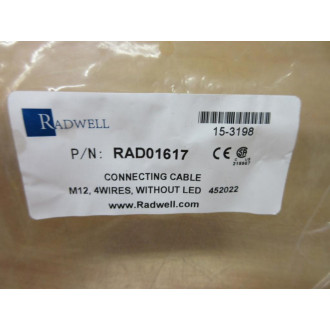 RADWELL
15-3198
P/N: RAD01617
CONNECTING CABLE
M12, 4WIRES, WITHOUT LED 452022
www.Radwell.com